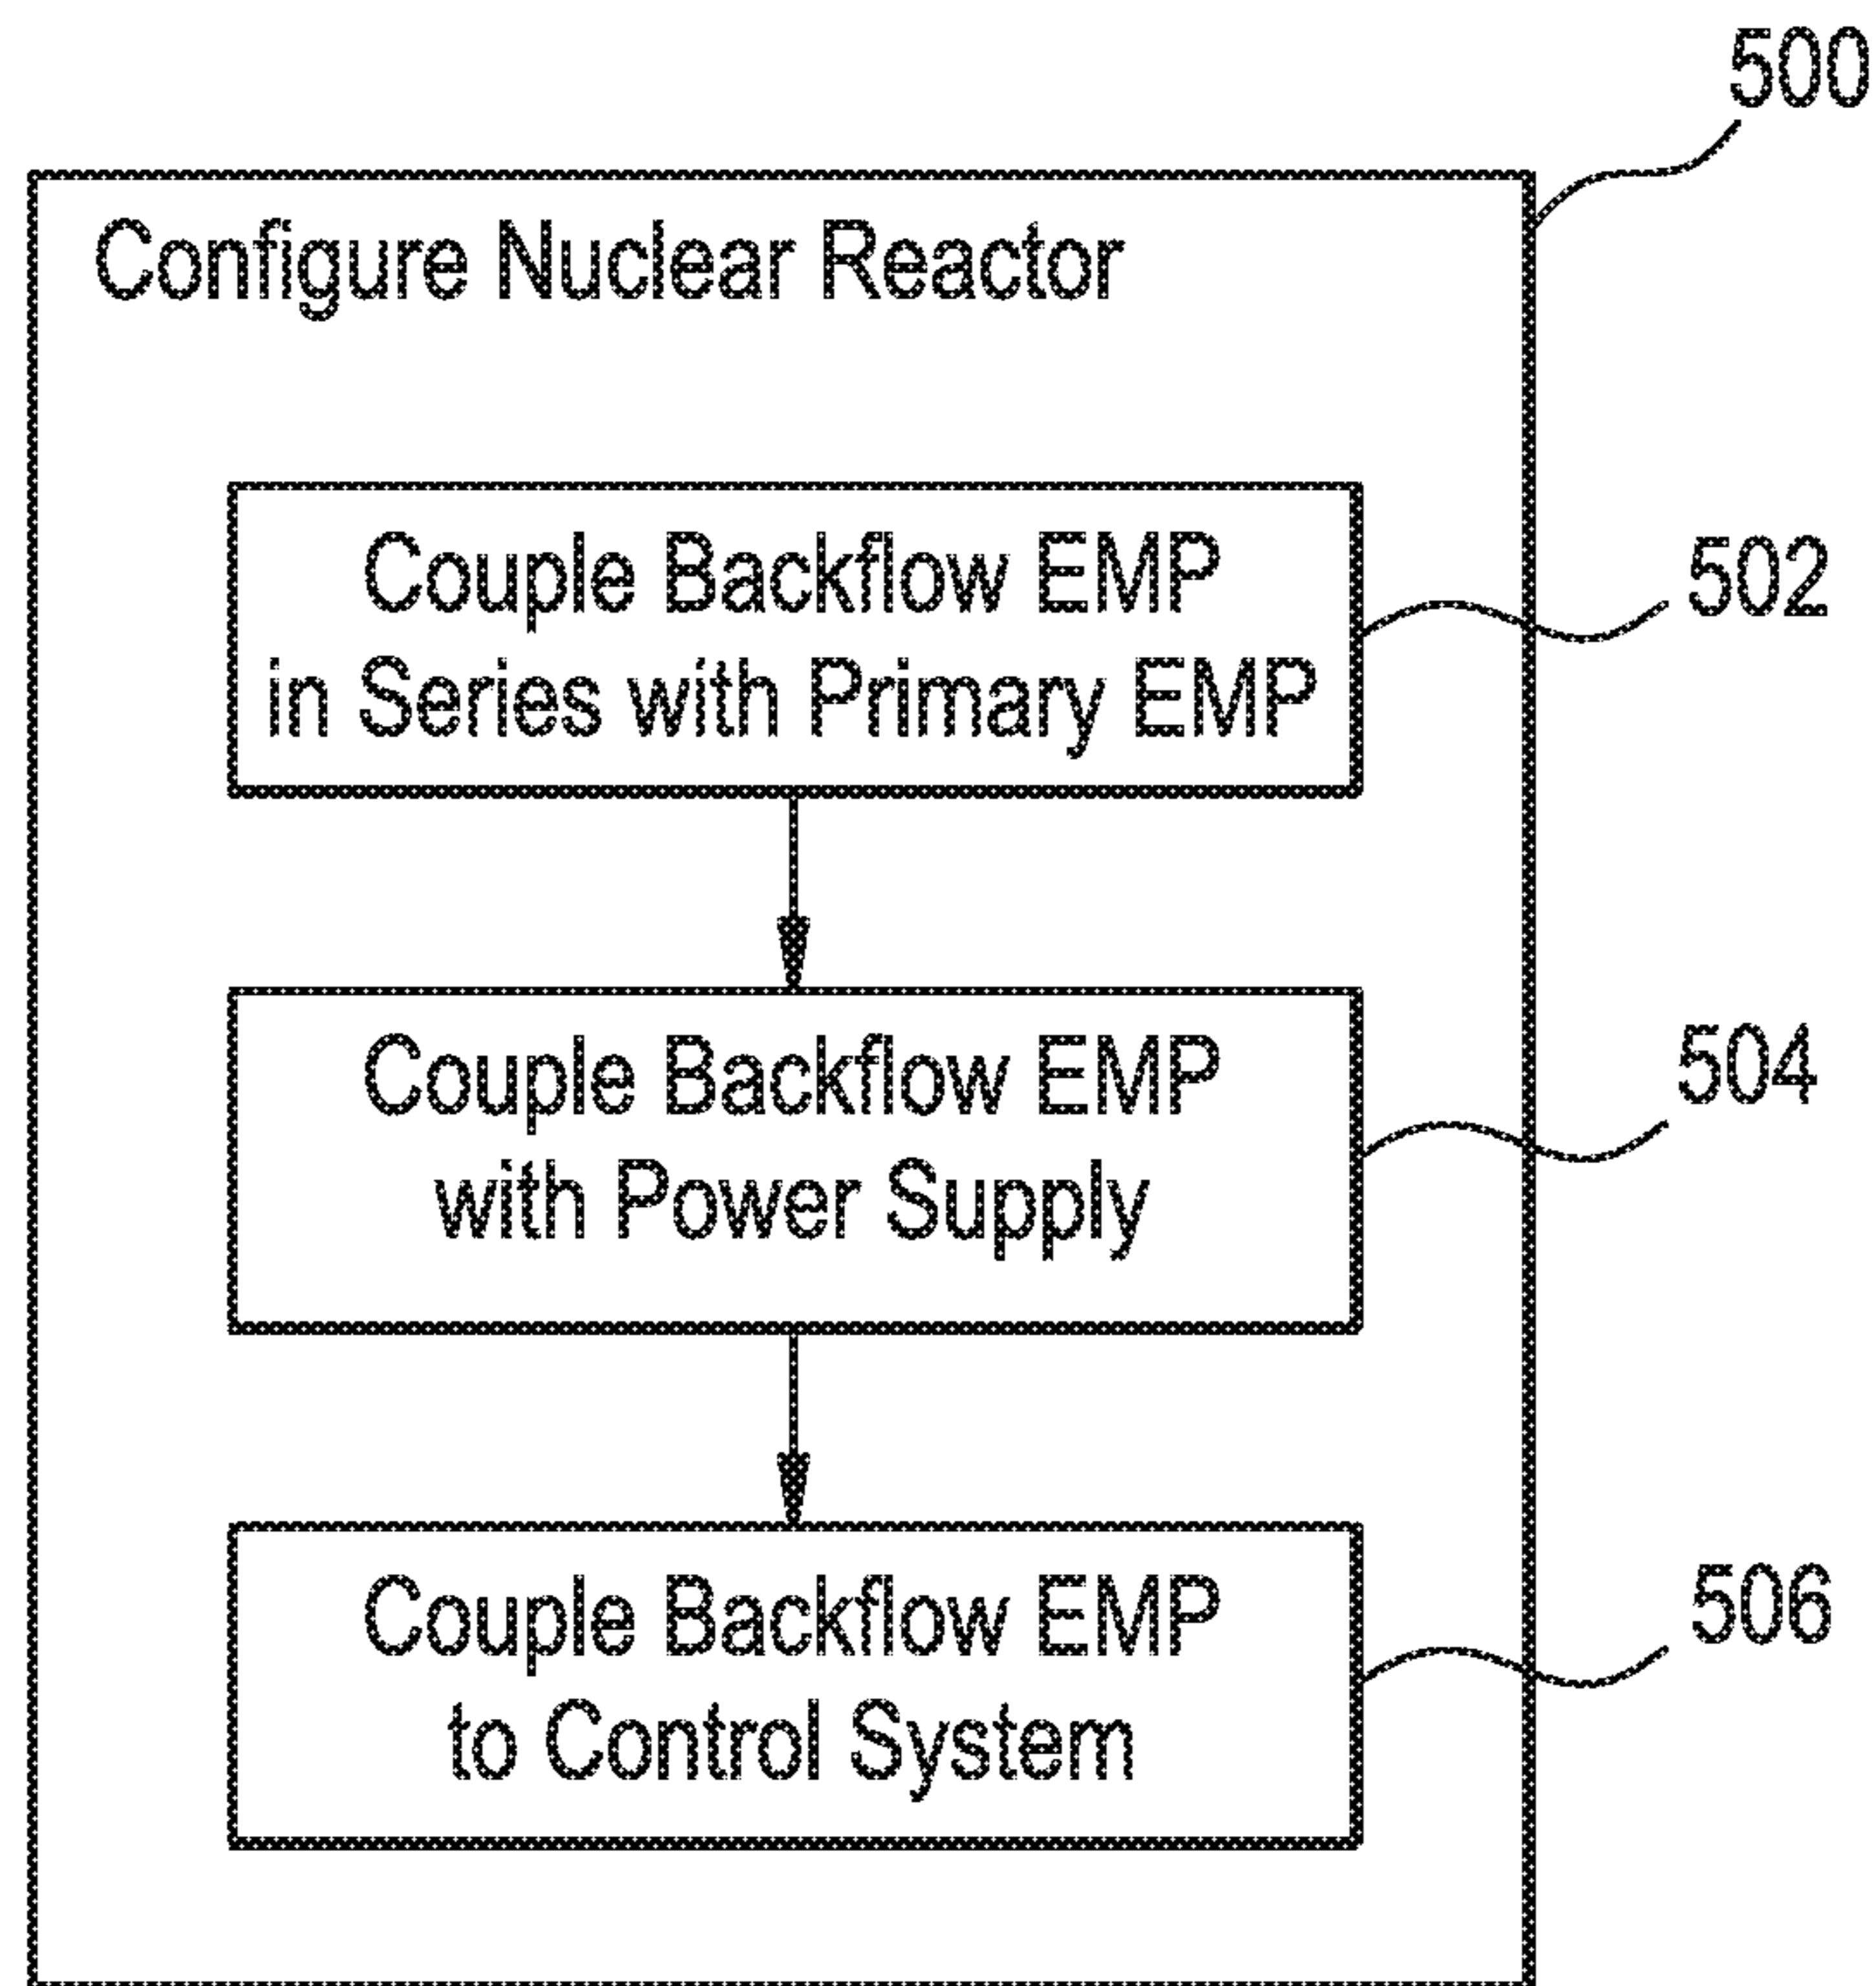 500
Configure Nuclear Reactor
Couple Backflow EMP
in Series with Primary EMP
502
Couple Backflow EMP
with Power Supply
504
Couple Backflow EMP
to Control System
506